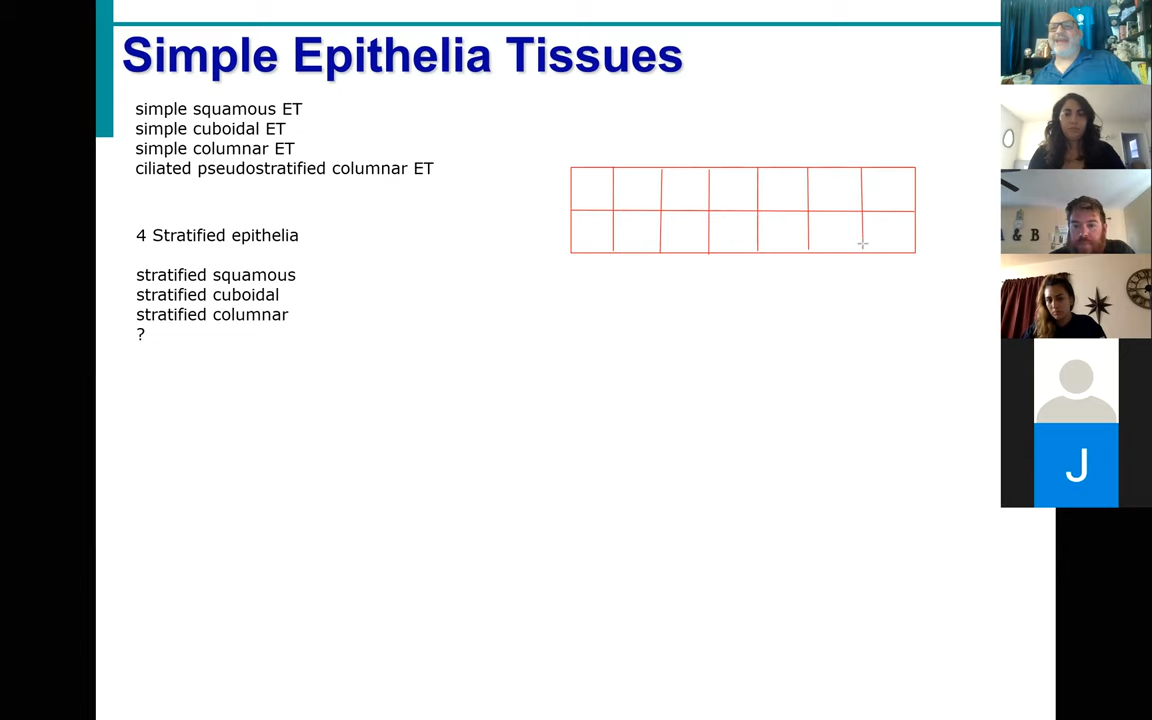 Simple Epithelia Tissues
simple squamous ET
simple cuboidal ET
simple columnar ET
ciliated pseudostratified columnar ET
4 Stratified epithelia
stratified squamous
stratified cuboidal
stratified columnar
?
& B
J